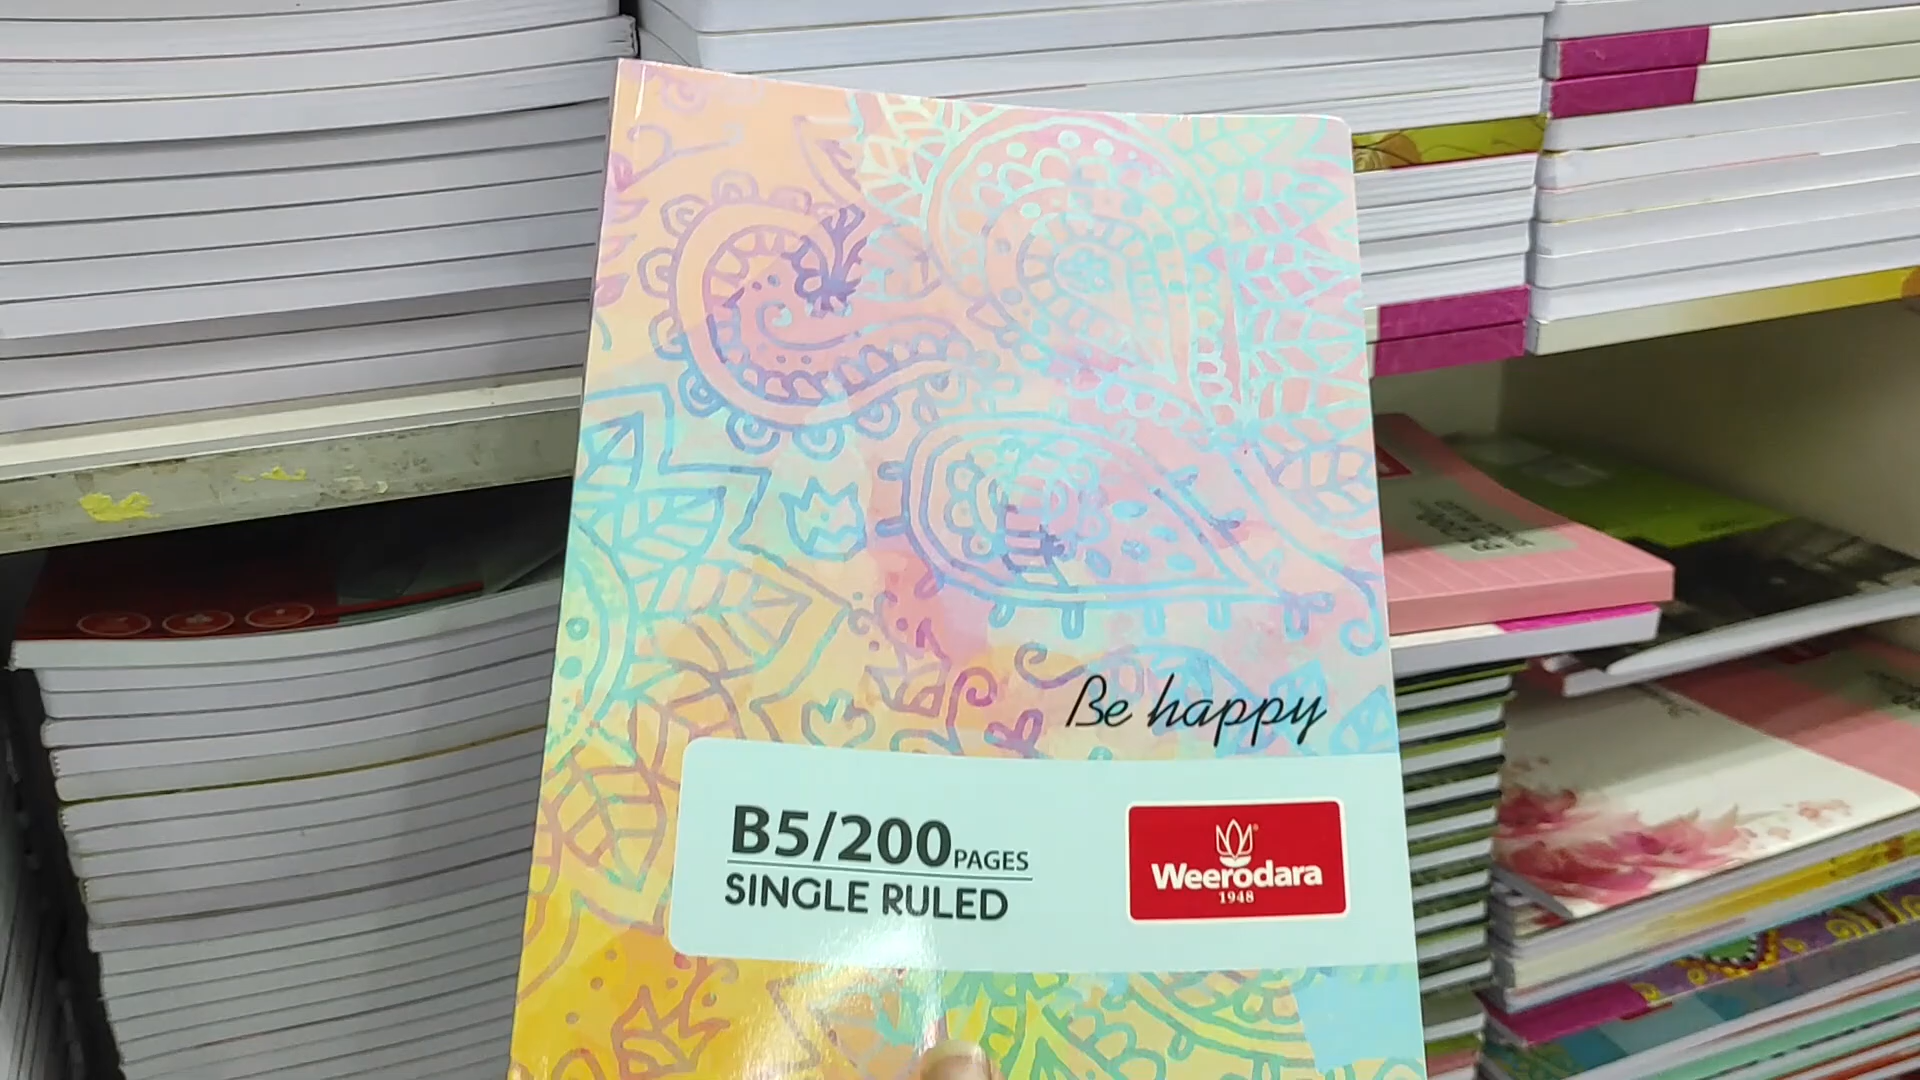 Be happy
B5/200 PAGES
SINGLE RULED
Weerodara
1948